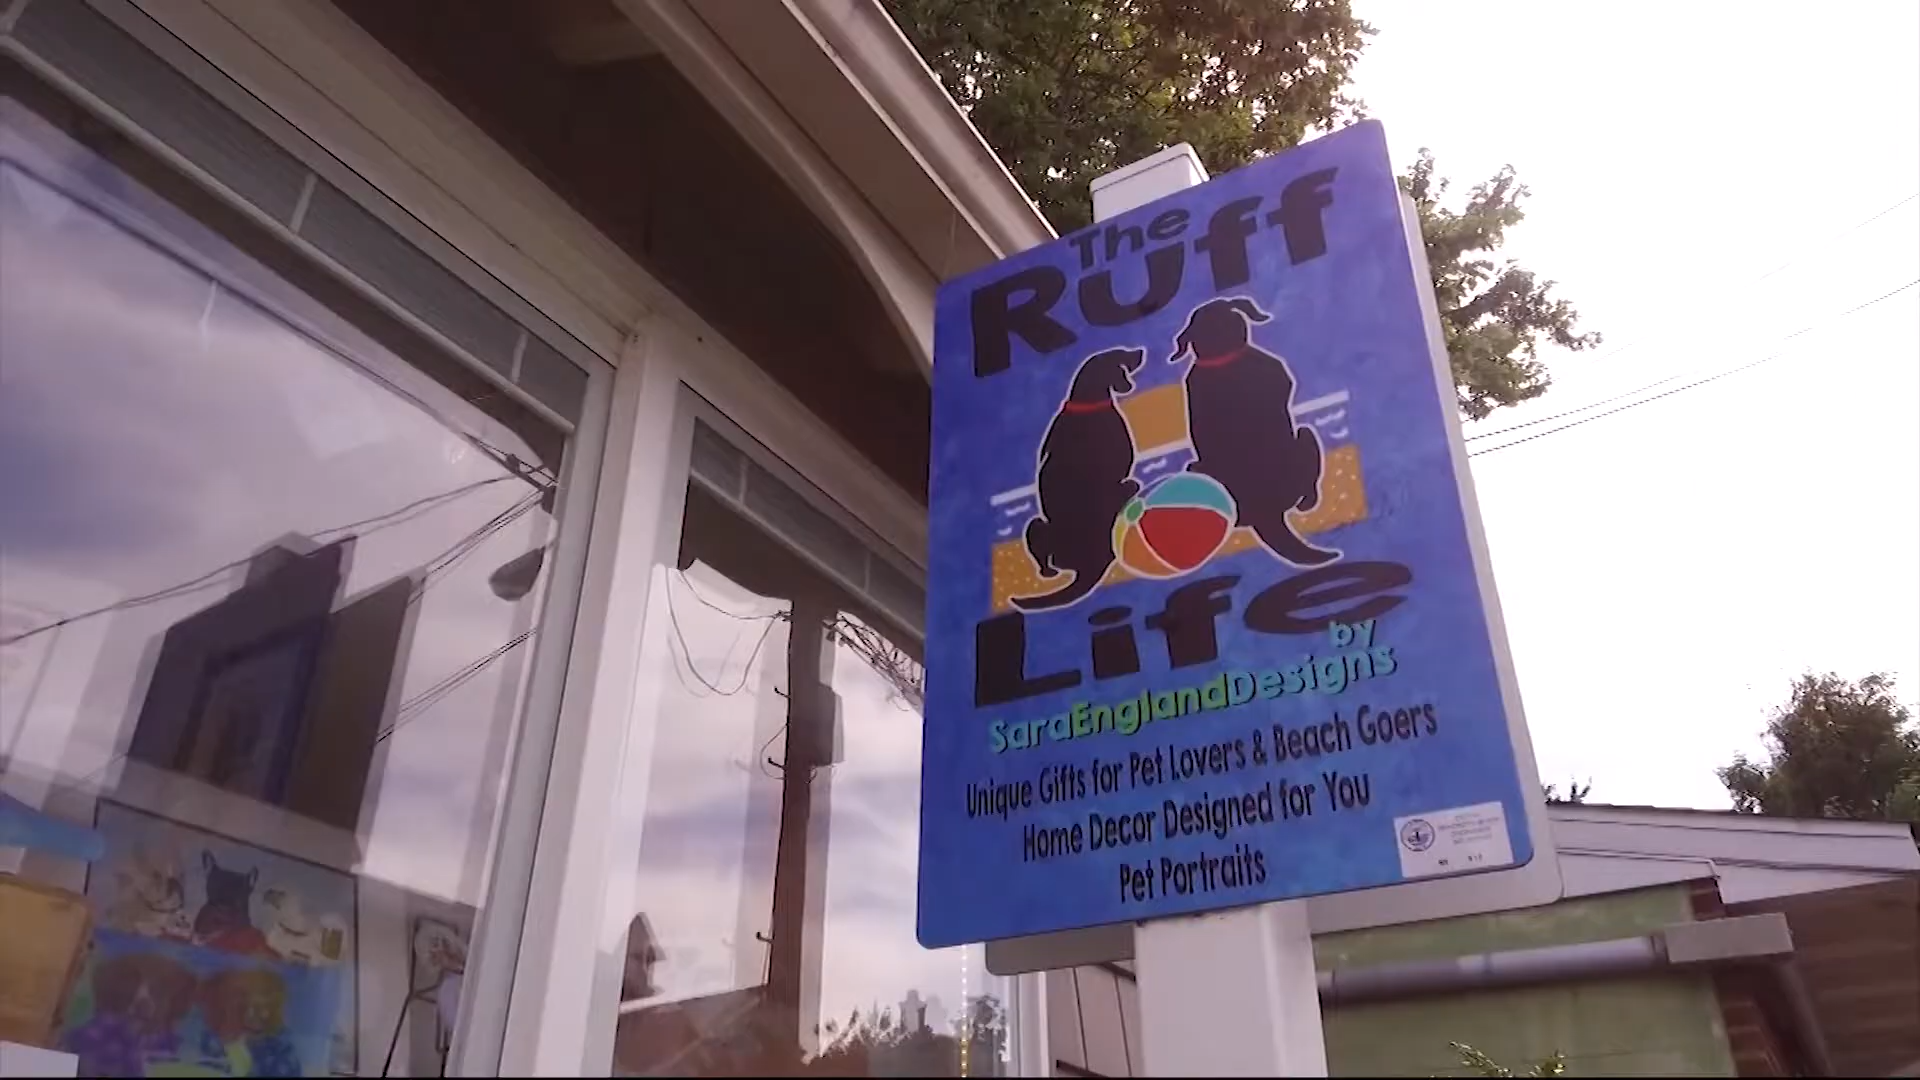 The
Ruff
Life
by
SaraEnglandDesigns
Unique Gifts for Pet Lovers & Beach Goers
Home Decor Designed for You
Pet Portraits